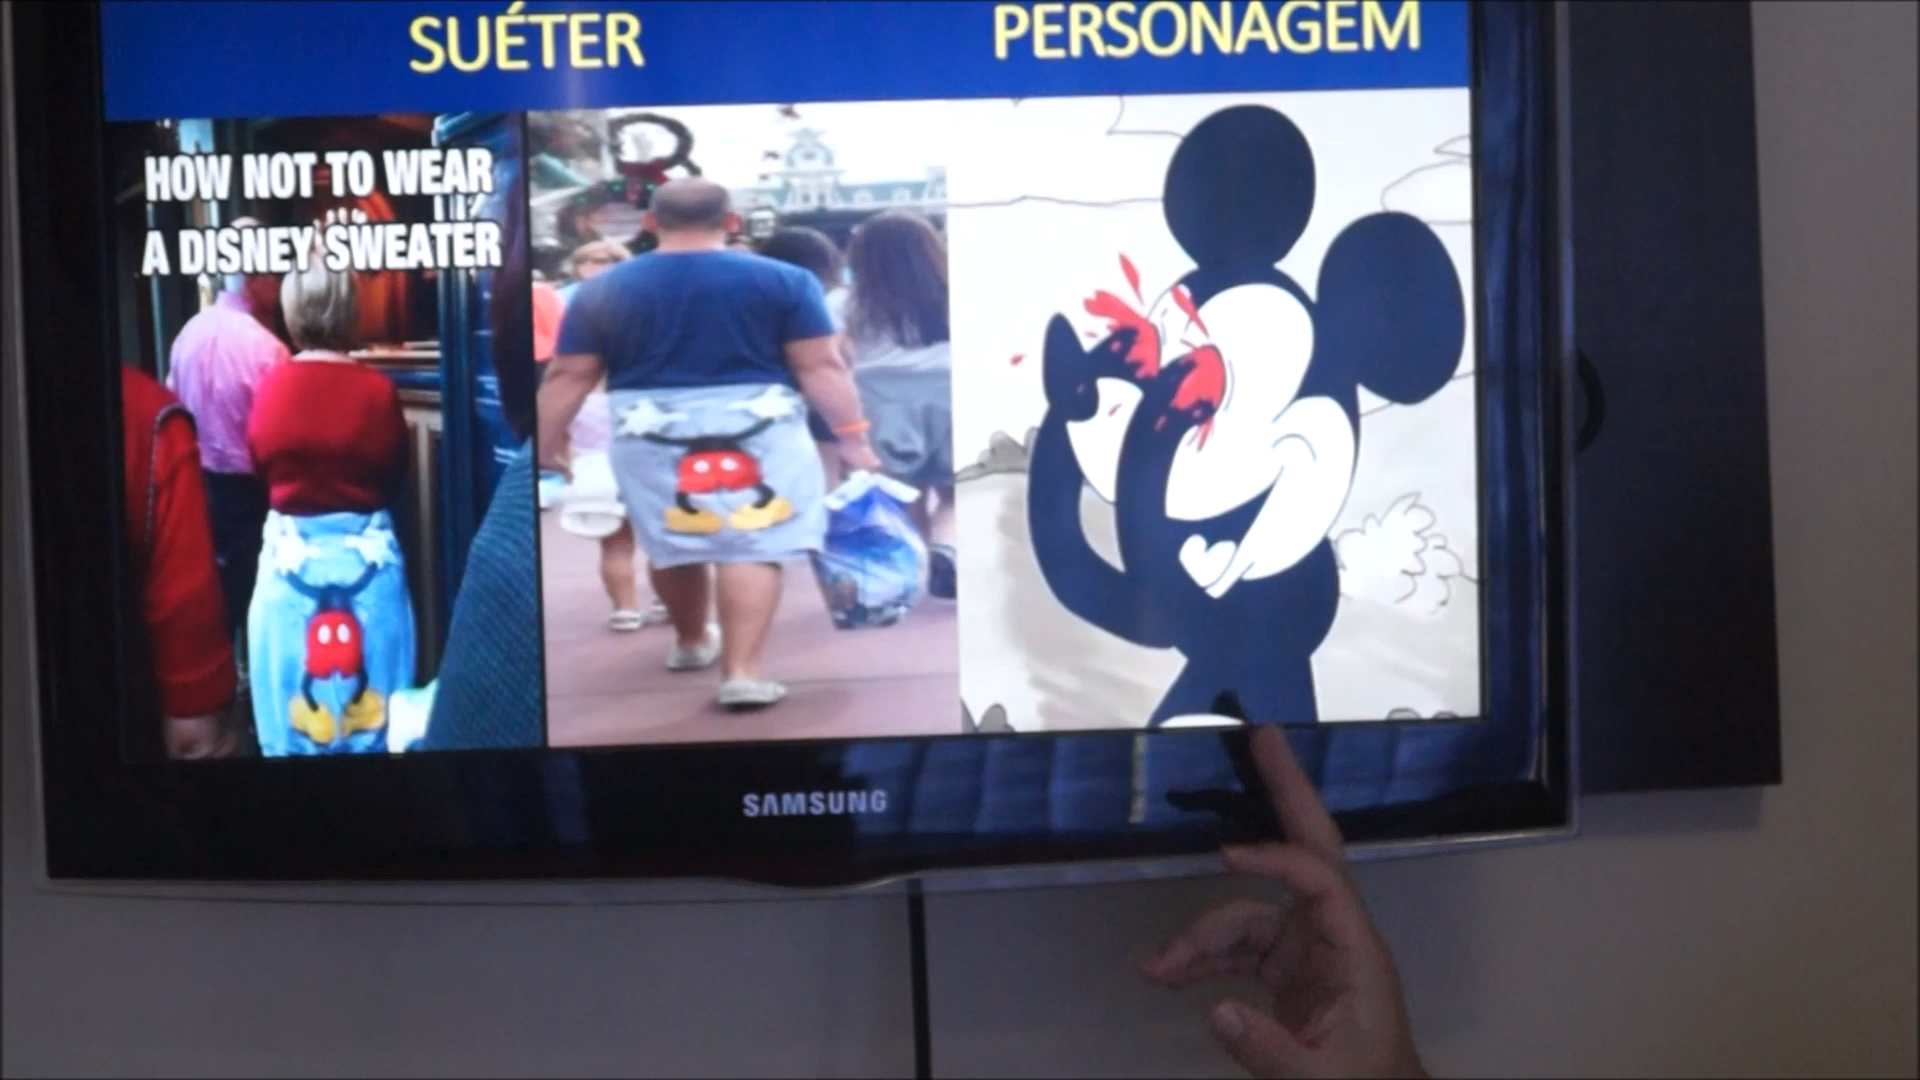 SUÉTER
PERSONAGEM
HOW NOT TO WEAR
A DISNEY SWEATER
SAMSUNG